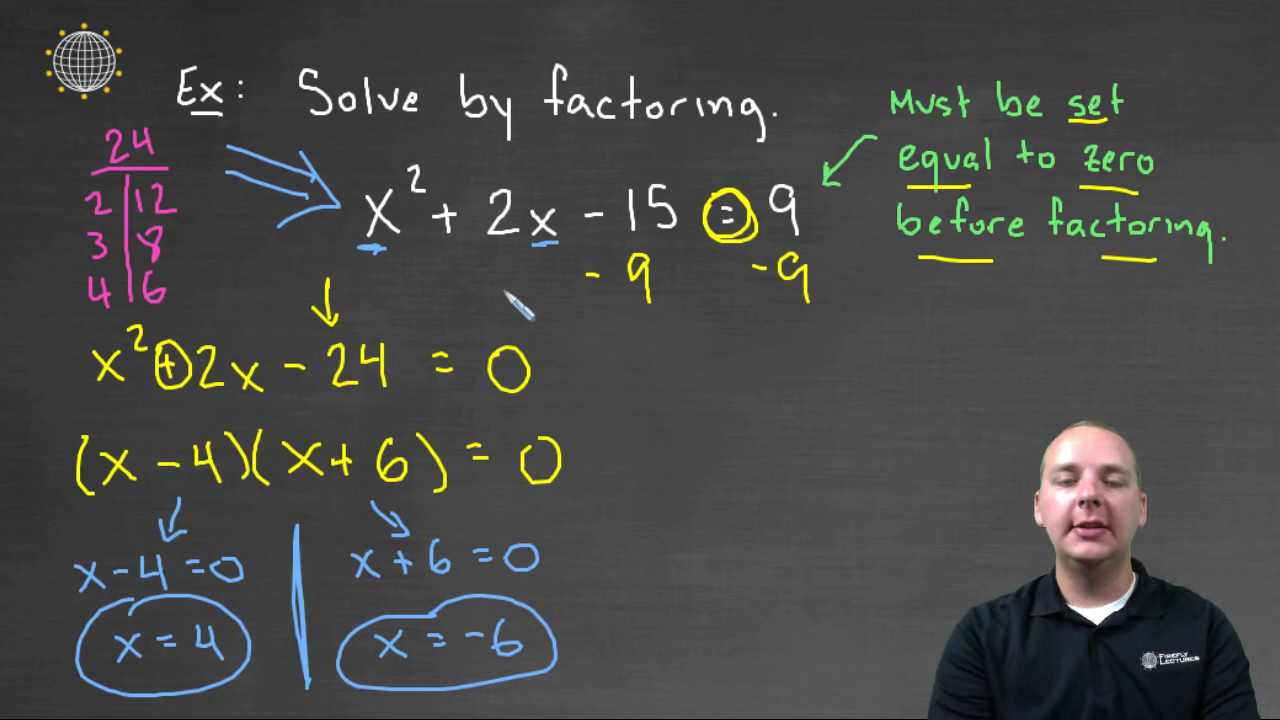 Ex: Solve by factoring.
x² + 2x - 15 = 9
- 9 - 9
Must be set
equal to zero
before factoring.
24
2 12
3 8
4 6
x² + 2x - 24 = 0
(x - 4)(x + 6) = 0
x - 4 = 0
x = 4
x + 6 = 0
x = -6
FIREFLY
LECTURES